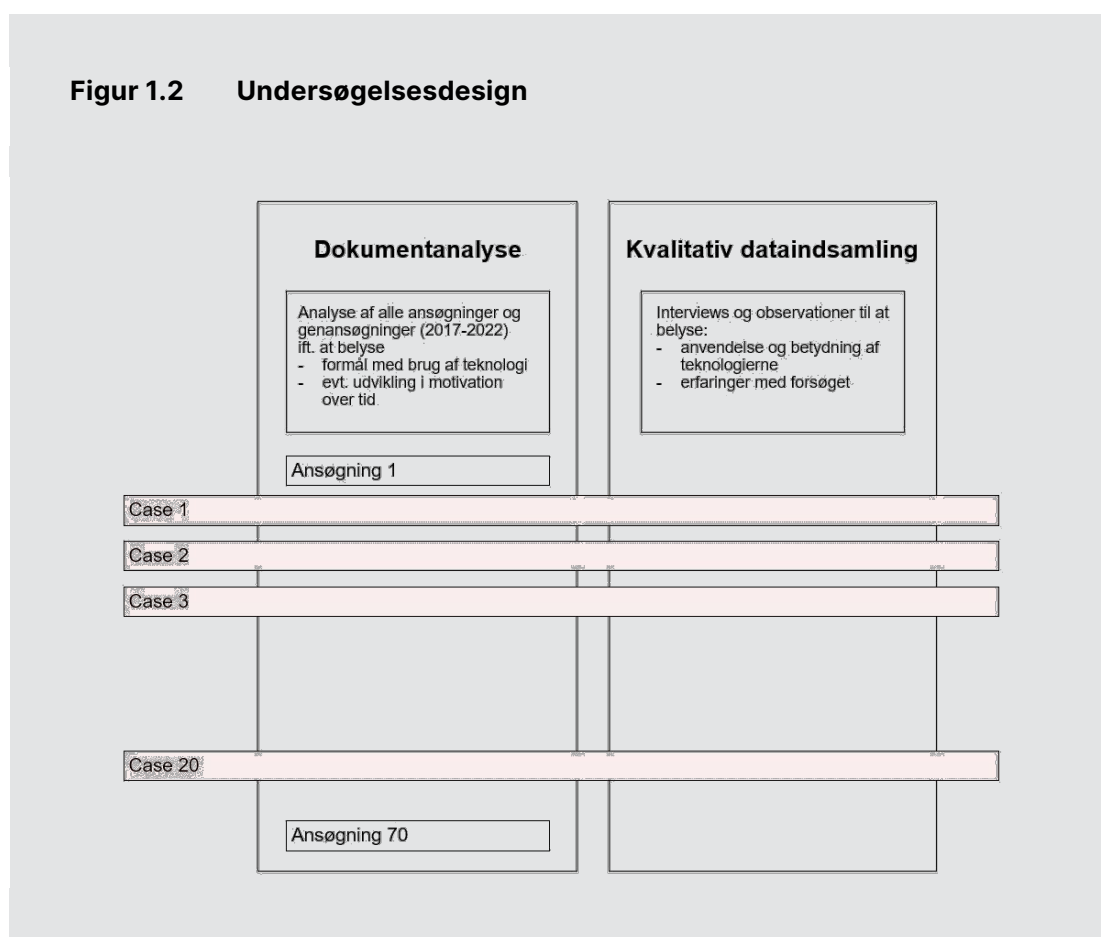 Figur 1.2 Undersøgelsesdesign
Dokumentanalyse
Analyse af alle ansøgninger og
genansøgninger (2017-2022)
ift. at belyse
- formål med brug af teknologi
- evt. udvikling i motivation
over tid
Kvalitativ dataindsamling
Interviews og observationer til at
belyse:
- anvendelse og betydning af
teknologierne
- erfaringer med forsøget
Ansøgning 1
Case 1
Case 2
Case 3
Case 20
Ansøgning 70